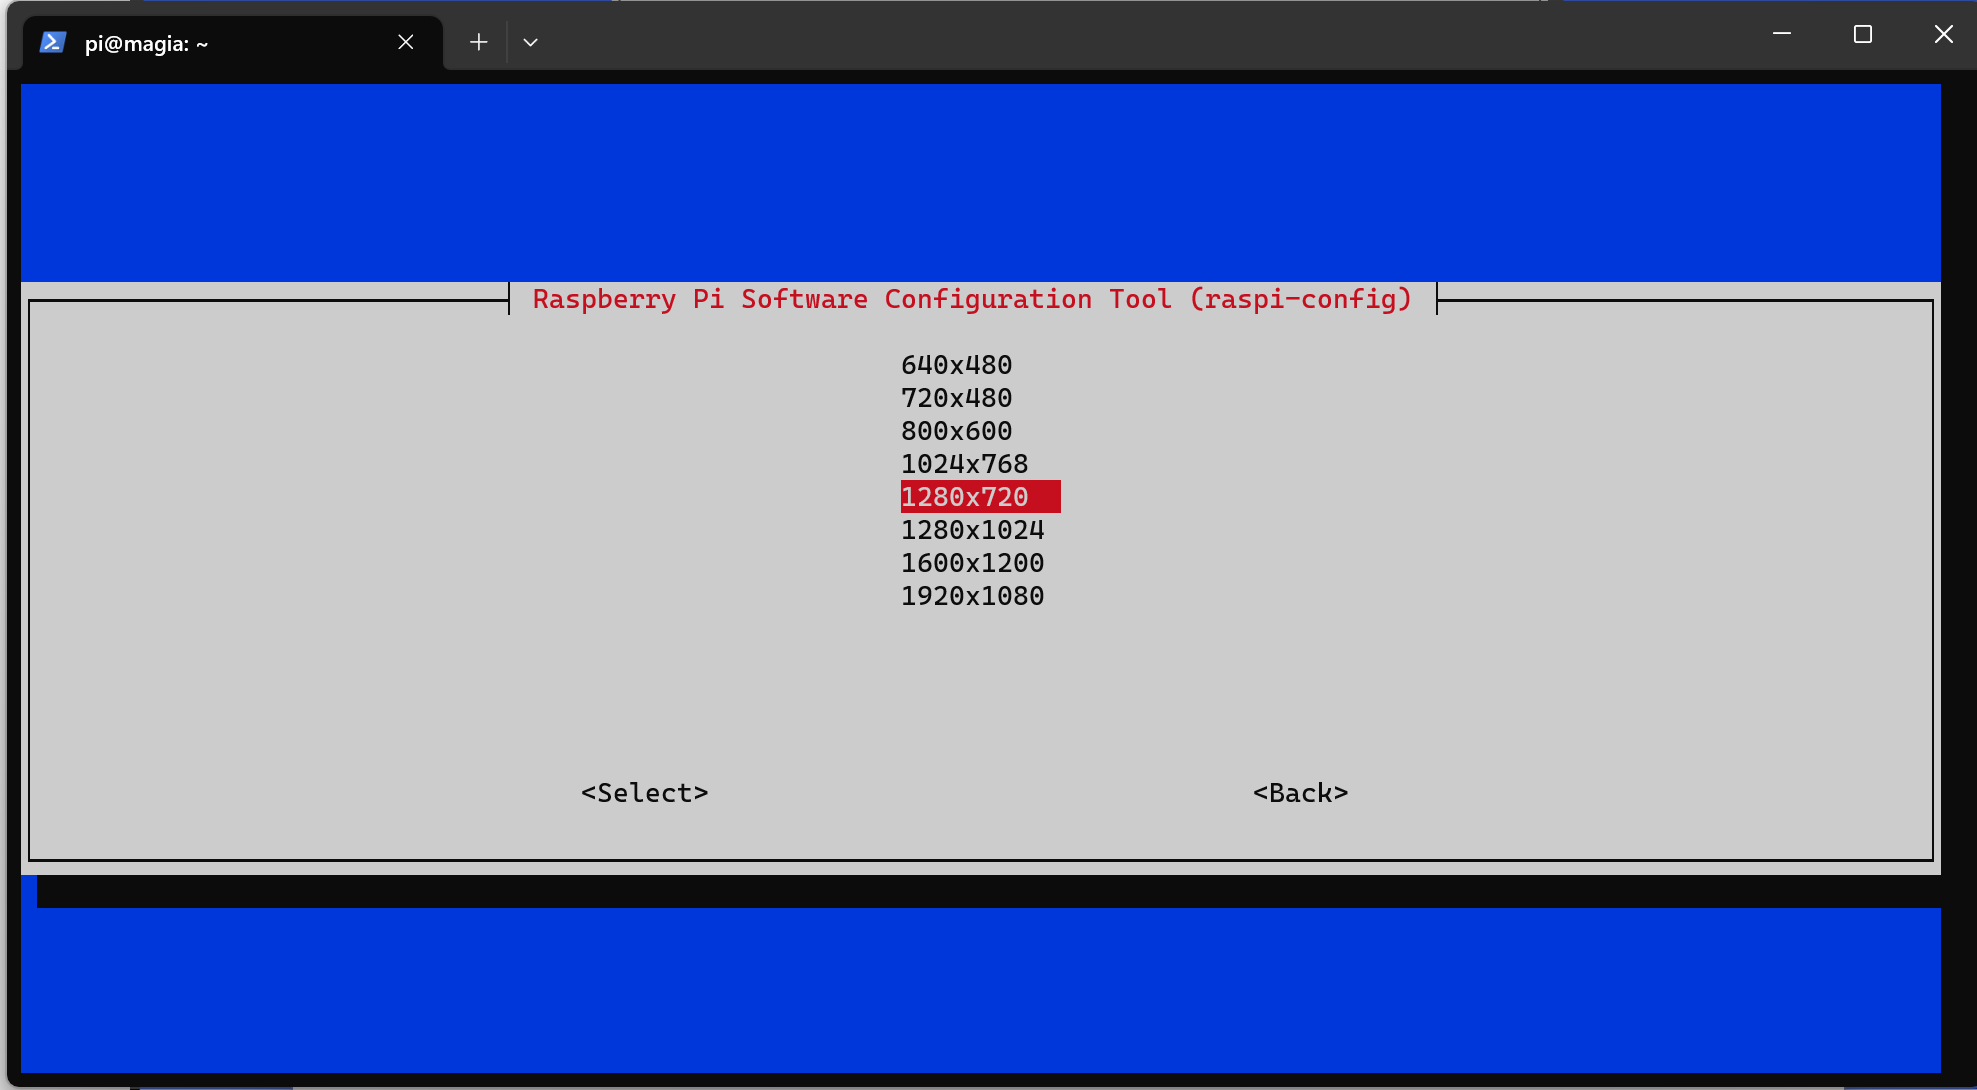 pi@magia: ~
Raspberry Pi Software Configuration Tool (raspi-config)
640x480
720x480
800x600
1024x768
1280x720
1280x1024
1600x1200
1920x1080
<Select> <Back>